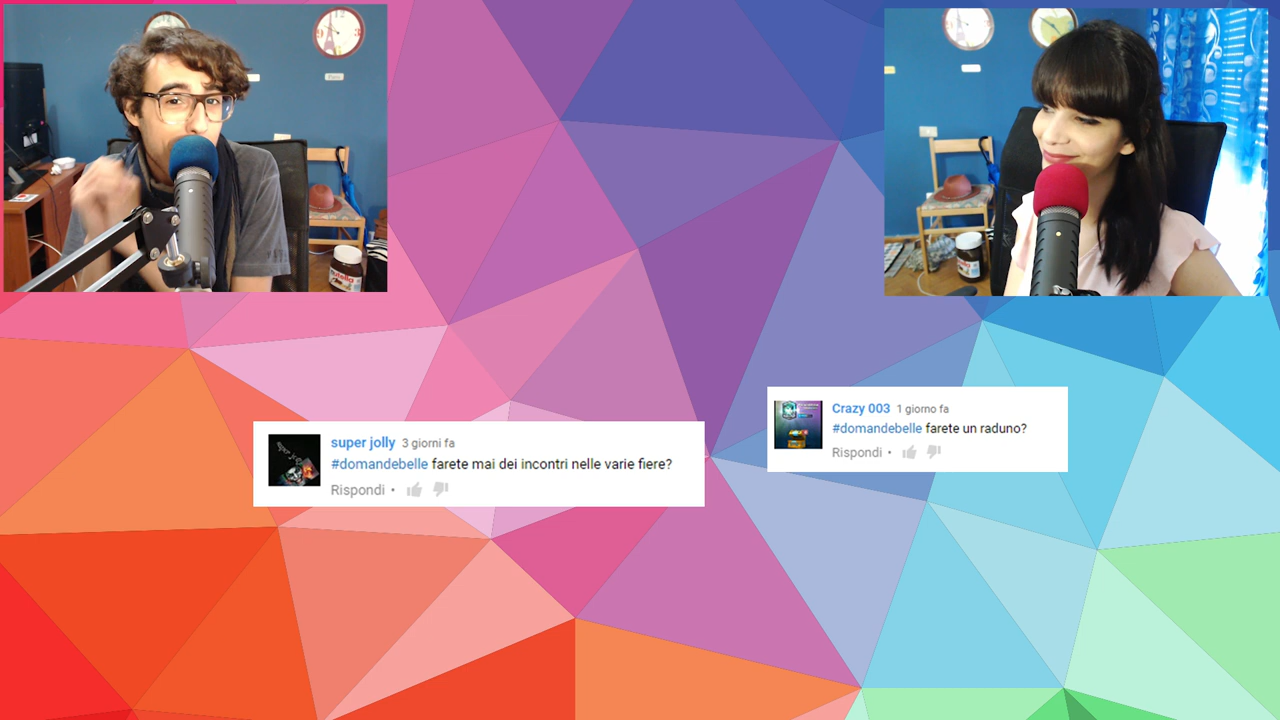 super jolly 3 giorni fa
#domandebelle farete mai dei incontri nelle varie fiere?
Rispondi •
Crazy 003 1 giorno fa
#domandebelle farete un raduno?
Rispondi •
nutella